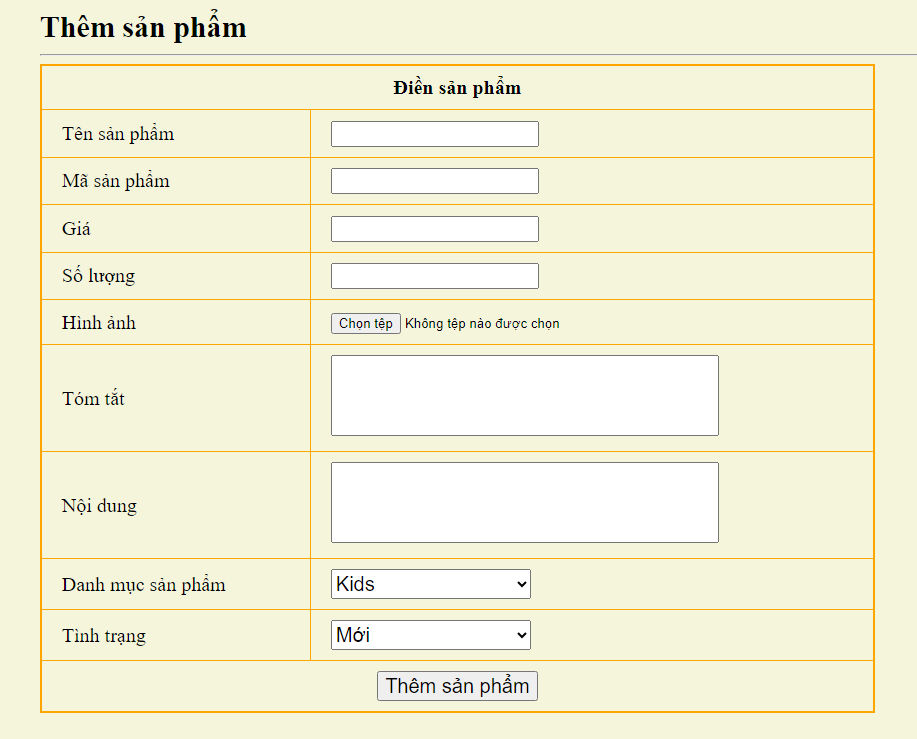 Thêm sản phẩm
Điền sản phẩm
Tên sản phẩm
Mã sản phẩm
Giá
Số lượng
Hình ảnh
Chọn tệp Không tệp nào được chọn
Tóm tắt
Nội dung
Danh mục sản phẩm
Kids
Tình trạng
Mới
Thêm sản phẩm